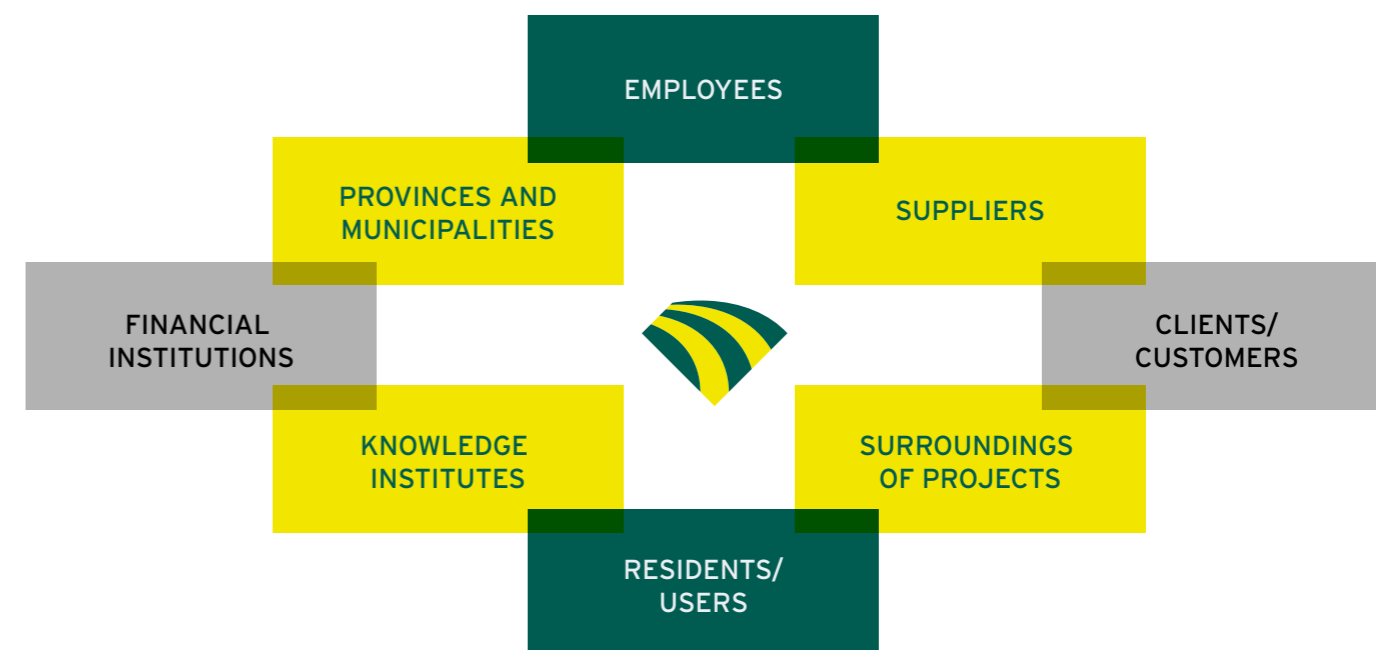 EMPLOYEES
PROVINCES AND
MUNICIPALITIES
SUPPLIERS
FINANCIAL
INSTITUTIONS
CLIENTS/
CUSTOMERS
KNOWLEDGE
INSTITUTES
SURROUNDINGS
OF PROJECTS
RESIDENTS/
USERS